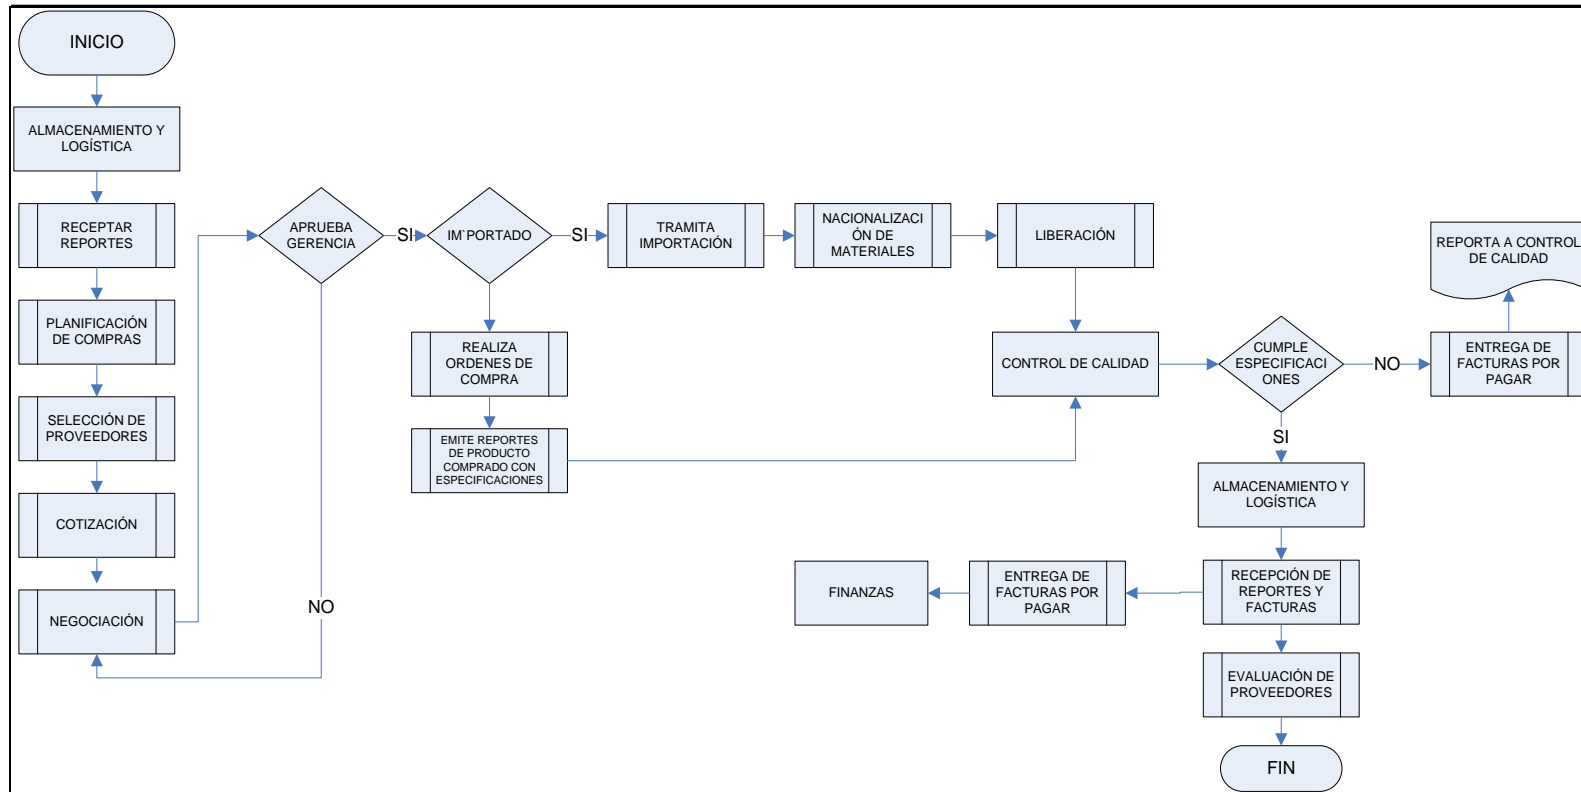 INICIO
ALMACENAMIENTO Y
LOGÍSTICA
RECEPTAR
REPORTES
PLANIFICACIÓN
DE COMPRAS
SELECCIÓN DE
PROVEEDORES
COTIZACIÓN
NEGOCIACIÓN
APRUEBA
GERENCIA
NO
SI
IM`PORTADO
SI
TRAMITA
IMPORTACIÓN
NACIONALIZACI
ÓN DE
MATERIALES
LIBERACIÓN
REALIZA
ORDENES DE
COMPRA
EMITE REPORTES
DE PRODUCTO
COMPRADO CON
ESPECIFICACIONES
CONTROL DE CALIDAD
CUMPLE
ESPECIFICACI
ONES
NO
ENTREGA DE
FACTURAS POR
PAGAR
REPORTA A CONTROL
DE CALIDAD
SI
ALMACENAMIENTO Y
LOGÍSTICA
RECEPCIÓN DE
REPORTES Y
FACTURAS
ENTREGA DE
FACTURAS POR
PAGAR
FINANZAS
EVALUACIÓN DE
PROVEEDORES
FIN